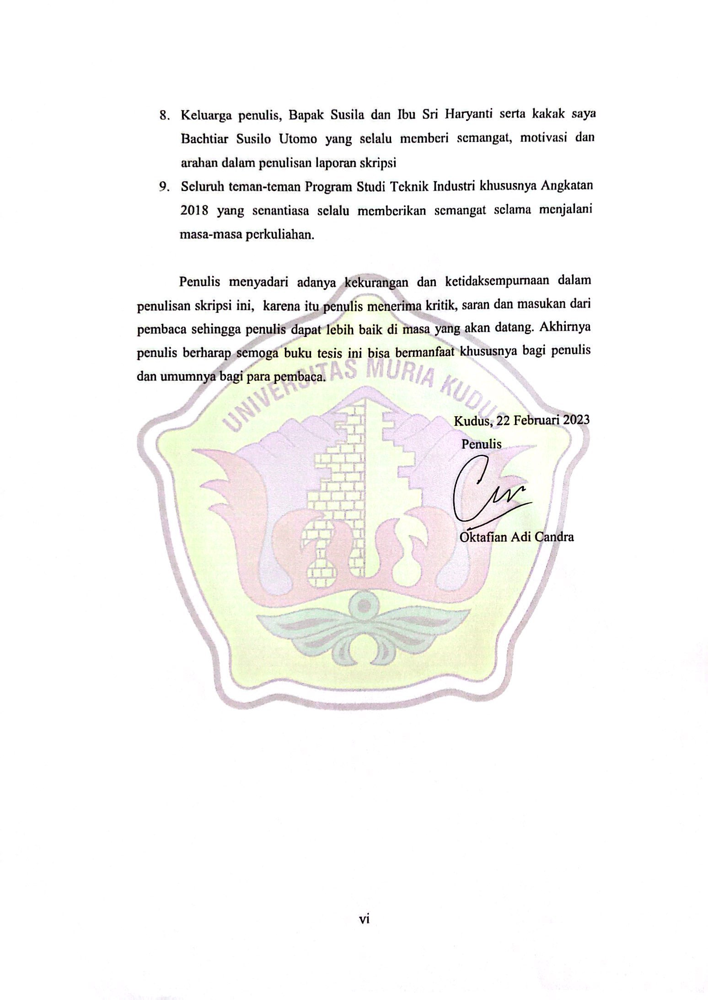 8. Keluarga penulis, Bapak Susila dan Ibu Sri Haryanti serta kakak saya
Bachtiar Susilo Utomo yang selalu memberi semangat, motivasi dan
arahan dalam penulisan laporan skripsi
9. Seluruh teman-teman Program Studi Teknik Industri khususnya Angkatan
2018 yang senantiasa selalu memberikan semangat selama menjalani
masa-masa perkuliahan.
Penulis menyadari adanya kekurangan dan ketidaksempurnaan dalam
penulisan skripsi ini, karena itu penulis menerima kritik, saran dan masukan dari
pembaca sehingga penulis dapat lebih baik di masa yang akan datang. Akhirnya
penulis berharap semoga buku tesis ini bisa bermanfaat khususnya bagi penulis
dan umumnya bagi para pembaca.
UNIVERSITAS MURIA KUDUS
Kudus, 22 Februari 2023
Penulis
Oktafian Adi Candra
vi